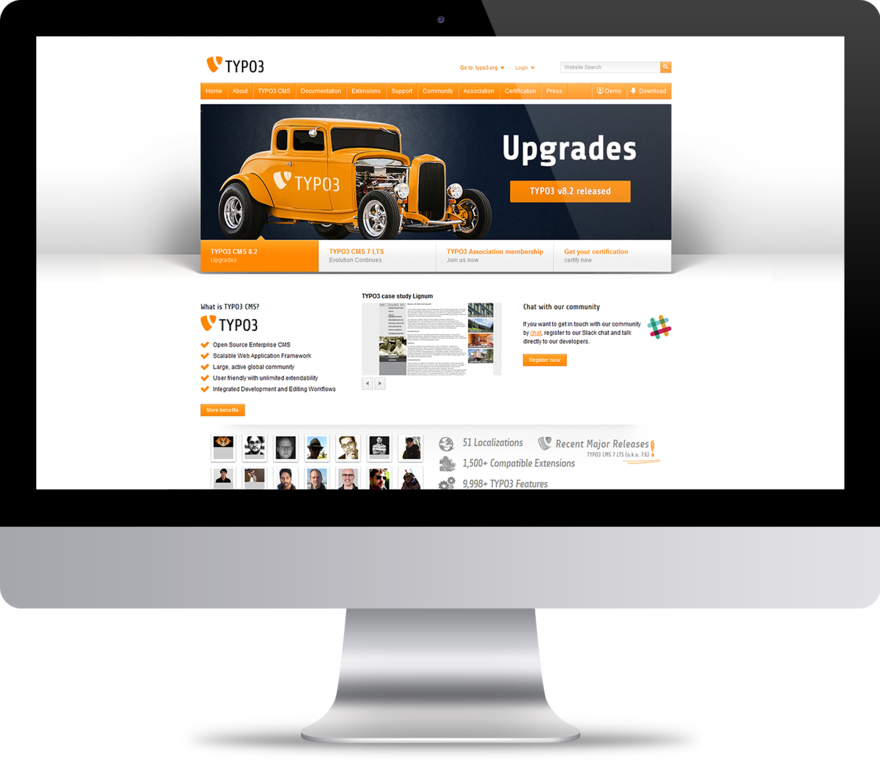 TYPO3
Go to: typo3.org
Login
Website Search
Home
About
TYPO3 CMS
Documentation
Extensions
Support
Community
Association
Certification
Press
Demo
Download
TYPO3
Upgrades
TYPO3 v8.2 released
TYPO3 CMS 8.2
Upgrades
TYPO3 CMS 7 LTS
Evolution Continues
TYPO3 Association membership
Join us now
Get your certification
certify now
What is TYPO3 CMS?
TYPO3
Open Source Enterprise CMS
Scalable Web Application Framework
Large, active global community
User friendly with unlimited extendability
Integrated Development and Editing Workflows
More benefits
TYPO3 case study Lignum
Chat with our community
If you want to get in touch with our community
by chat, register to our Slack chat and talk
directly to our developers.
Register now
51 Localizations
1,500+ Compatible Extensions
9,998+ TYPO3 Features
Recent Major Releases
TYPO3 CMS 7 LTS (a.k.a. 7.6)